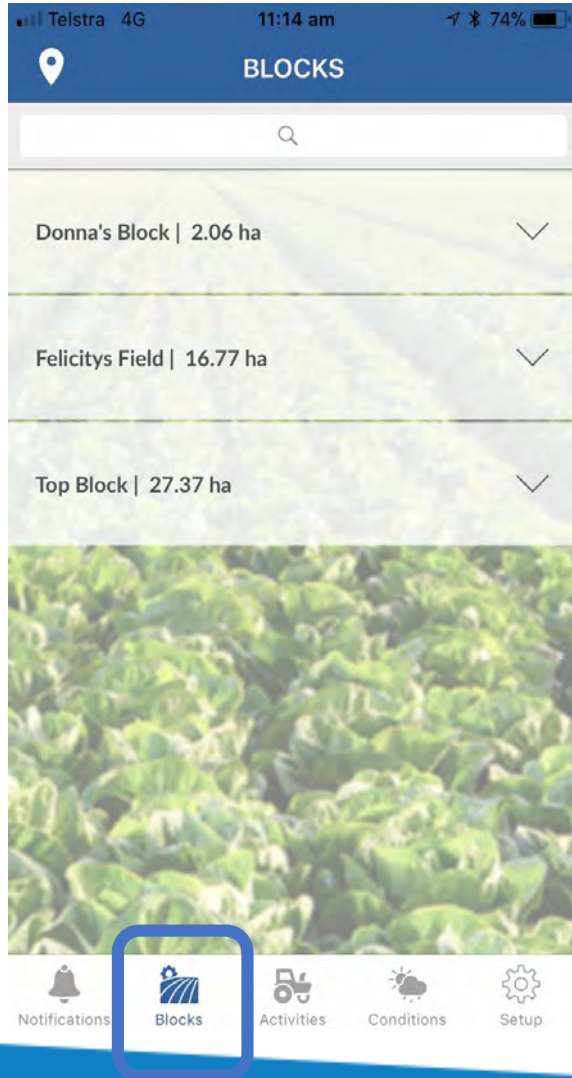 Telstra 4G 11:14 am 74%
BLOCKS
Donna's Block | 2.06 ha
Felicitys Field | 16.77 ha
Top Block | 27.37 ha
Notifications Blocks Activities Conditions Setup